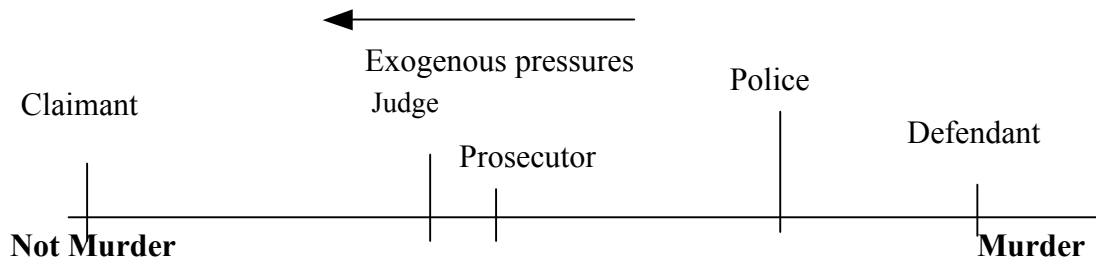 Exogenous pressures
Police
Claimant
Judge
Defendant
Prosecutor
Not Murder
Murder